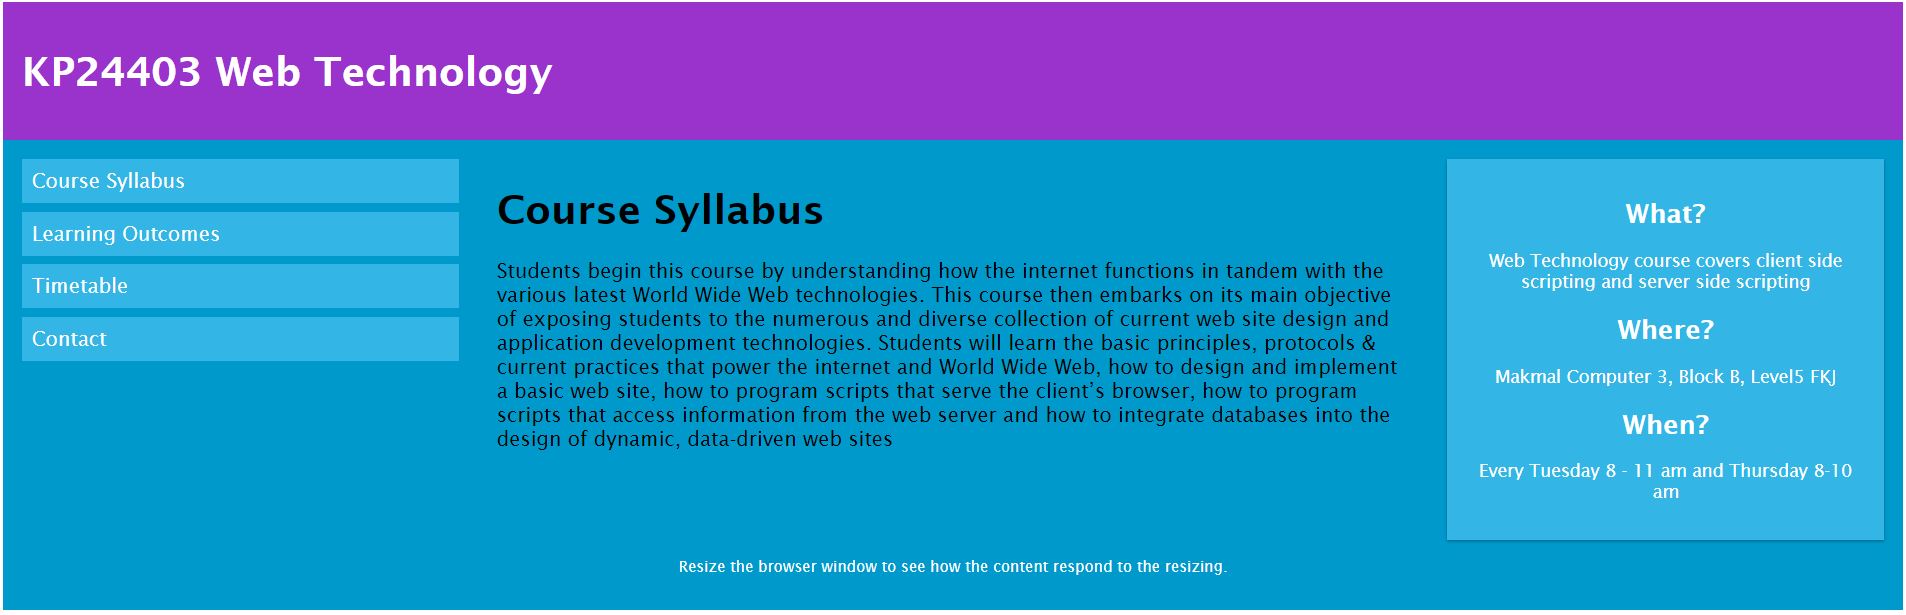 KP24403 Web Technology
Course Syllabus
Learning Outcomes
Timetable
Contact
Course Syllabus
Students begin this course by understanding how the internet functions in tandem with the
various latest World Wide Web technologies. This course then embarks on its main objective
of exposing students to the numerous and diverse collection of current web site design and
application development technologies. Students will learn the basic principles, protocols &
current practices that power the internet and World Wide Web, how to design and implement
a basic web site, how to program scripts that serve the client’s browser, how to program
scripts that access information from the web server and how to integrate databases into the
design of dynamic, data-driven web sites
What?
Web Technology course covers client side
scripting and server side scripting
Where?
Makmal Computer 3, Block B, Level5 FKJ
When?
Every Tuesday 8 - 11 am and Thursday 8-10
am
Resize the browser window to see how the content respond to the resizing.